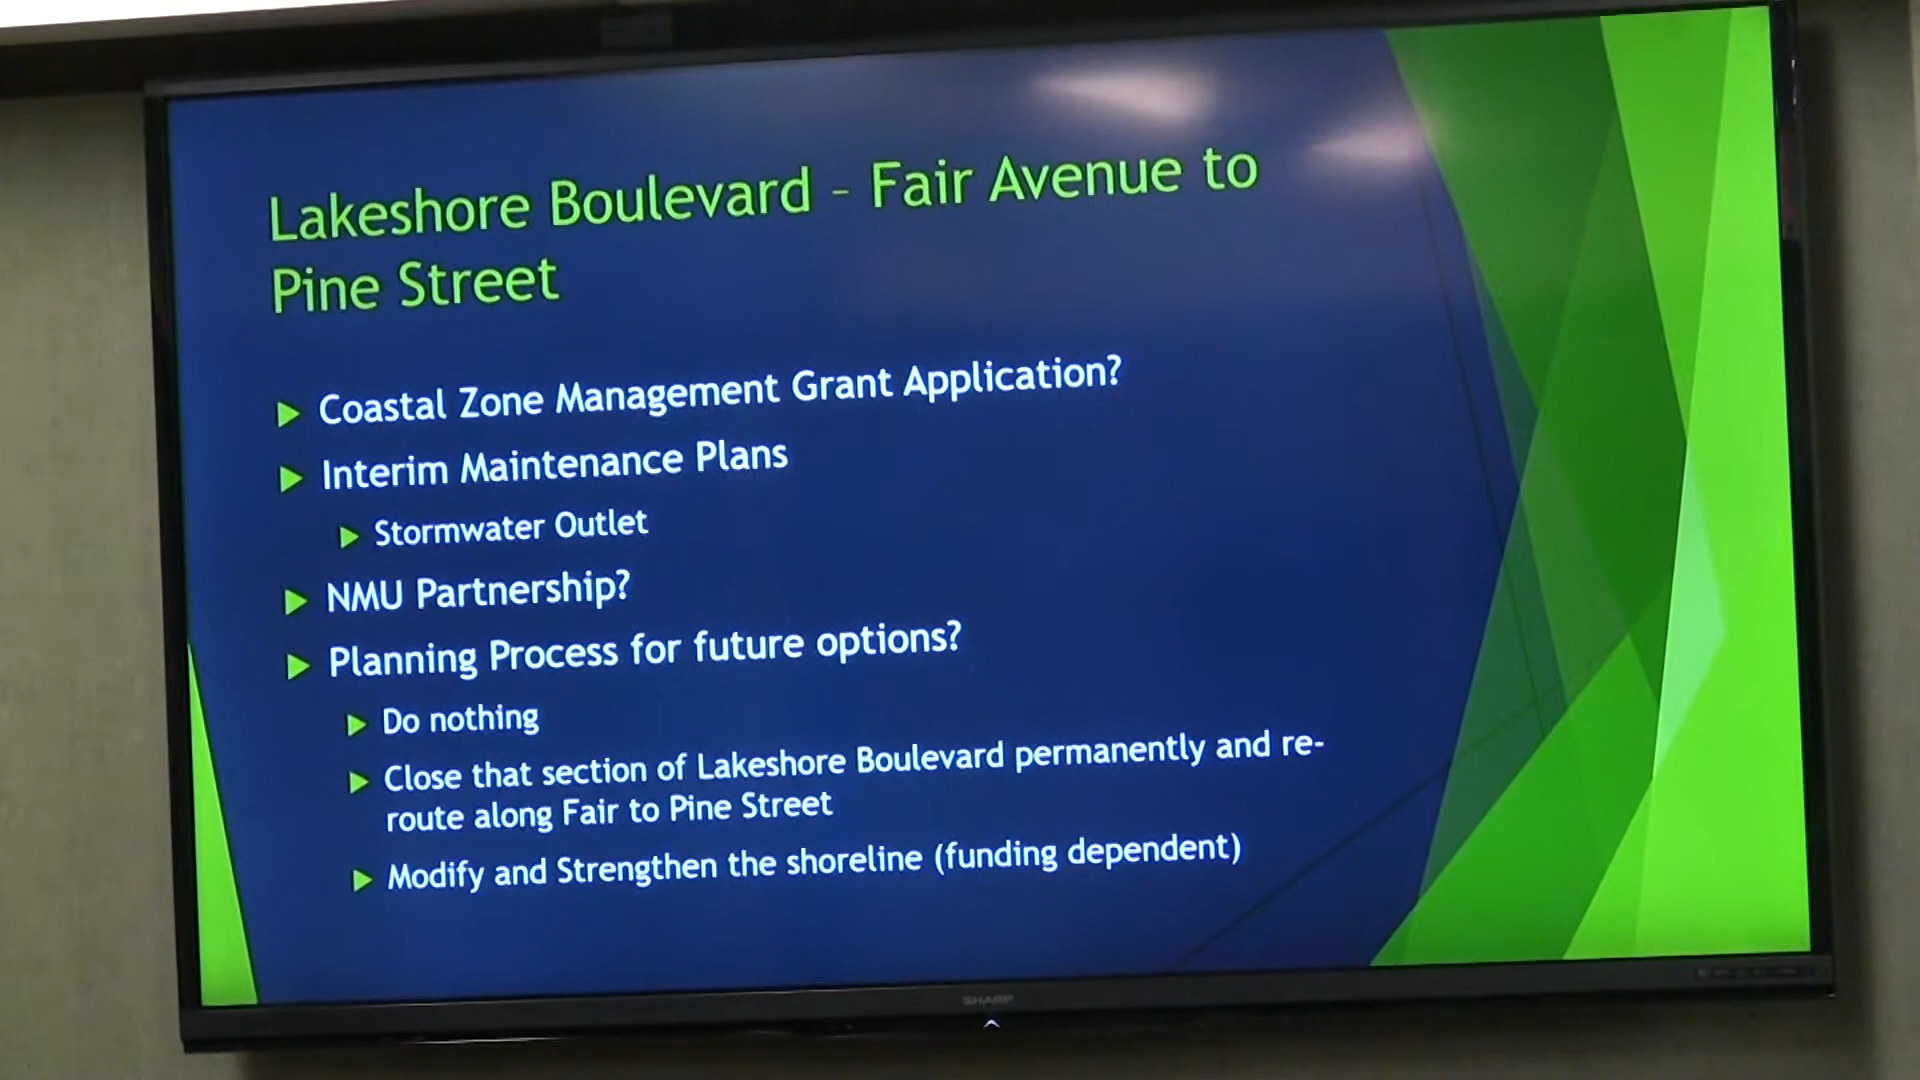 Lakeshore Boulevard – Fair Avenue to
Pine Street
Coastal Zone Management Grant Application?
Interim Maintenance Plans
Stormwater Outlet
NMU Partnership?
Planning Process for future options?
Do nothing
Close that section of Lakeshore Boulevard permanently and re-
route along Fair to Pine Street
Modify and Strengthen the shoreline (funding dependent)
SHARP